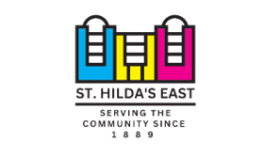 ST. HILDA'S EAST
SERVING THE
COMMUNITY SINCE
1889